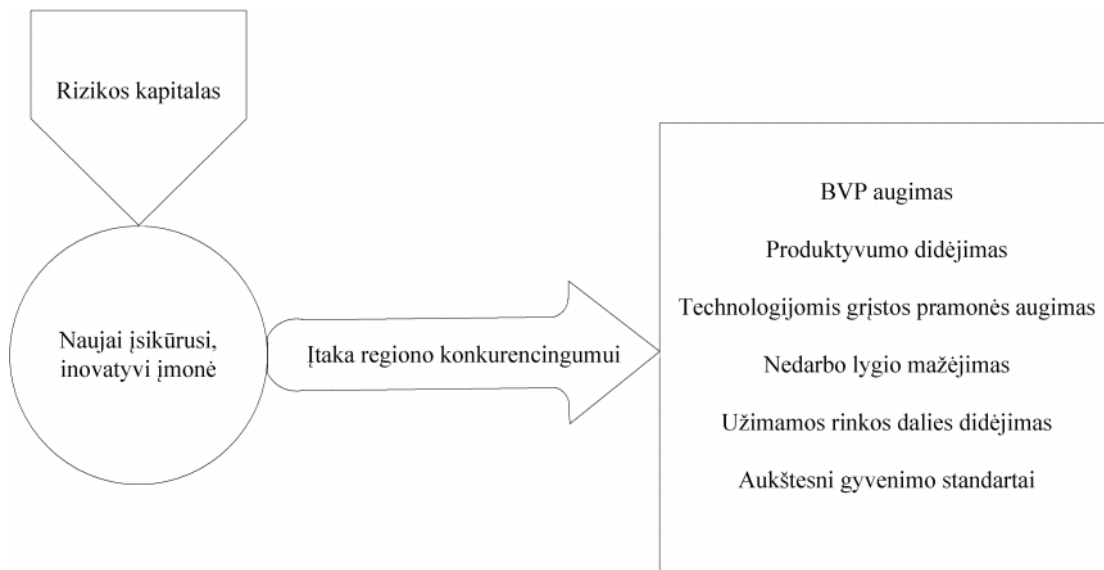 Rizikos kapitalas
Naujai įsikūrusi,
inovatyvi įmonė
Įtaka regiono konkurencingumui
BVP augimas
Produktyvumo didėjimas
Technologijomis grįstos pramonės augimas
Nedarbo lygio mažėjimas
Užimamos rinkos dalies didėjimas
Aukštesni gyvenimo standartai